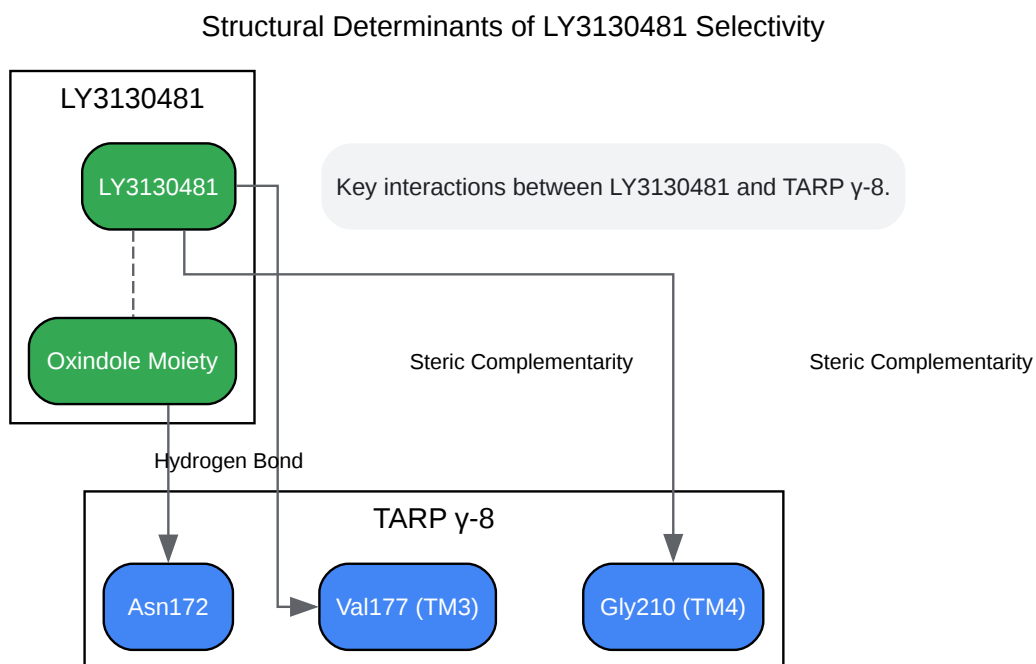 Structural Determinants of LY3130481 Selectivity
LY3130481
LY3130481
Key interactions between LY3130481 and TARP γ-8.
Oxindole Moiety
Steric Complementarity
Steric Complementarity
Hydrogen Bond
TARP γ-8
Asn172
Val177 (TM3)
Gly210 (TM4)